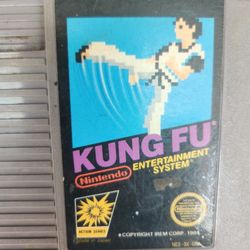 KUNG FU
Nintendo
ENTERTAINMENT
SYSTEM
ACTION SERIES
© COPYRIGHT IREM CORP. 1984